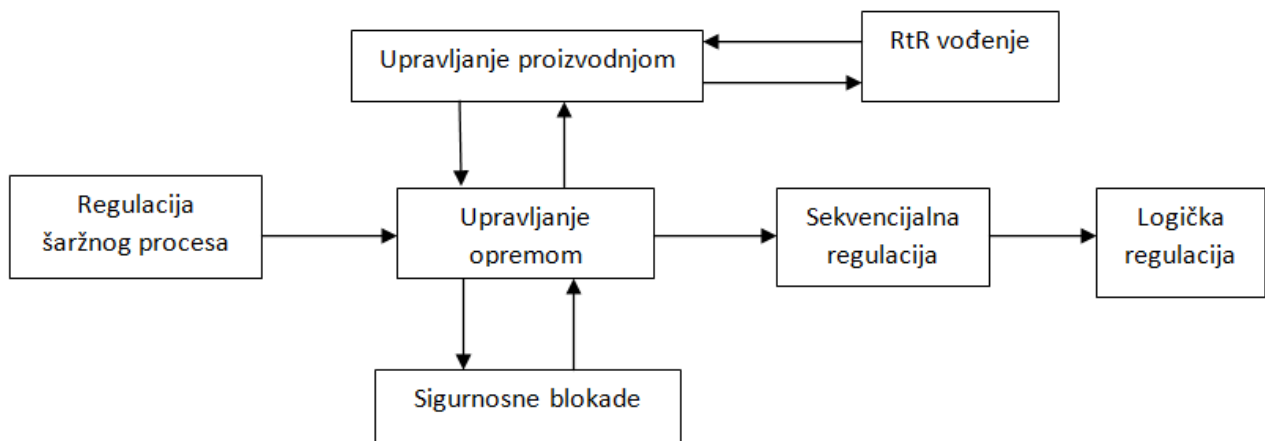 RtR vođenje
Upravljanje proizvodnjom
Regulacija
šaržnog procesa
Upravljanje
opremom
Sekvencijalna
regulacija
Logička
regulacija
Sigurnosne blokade